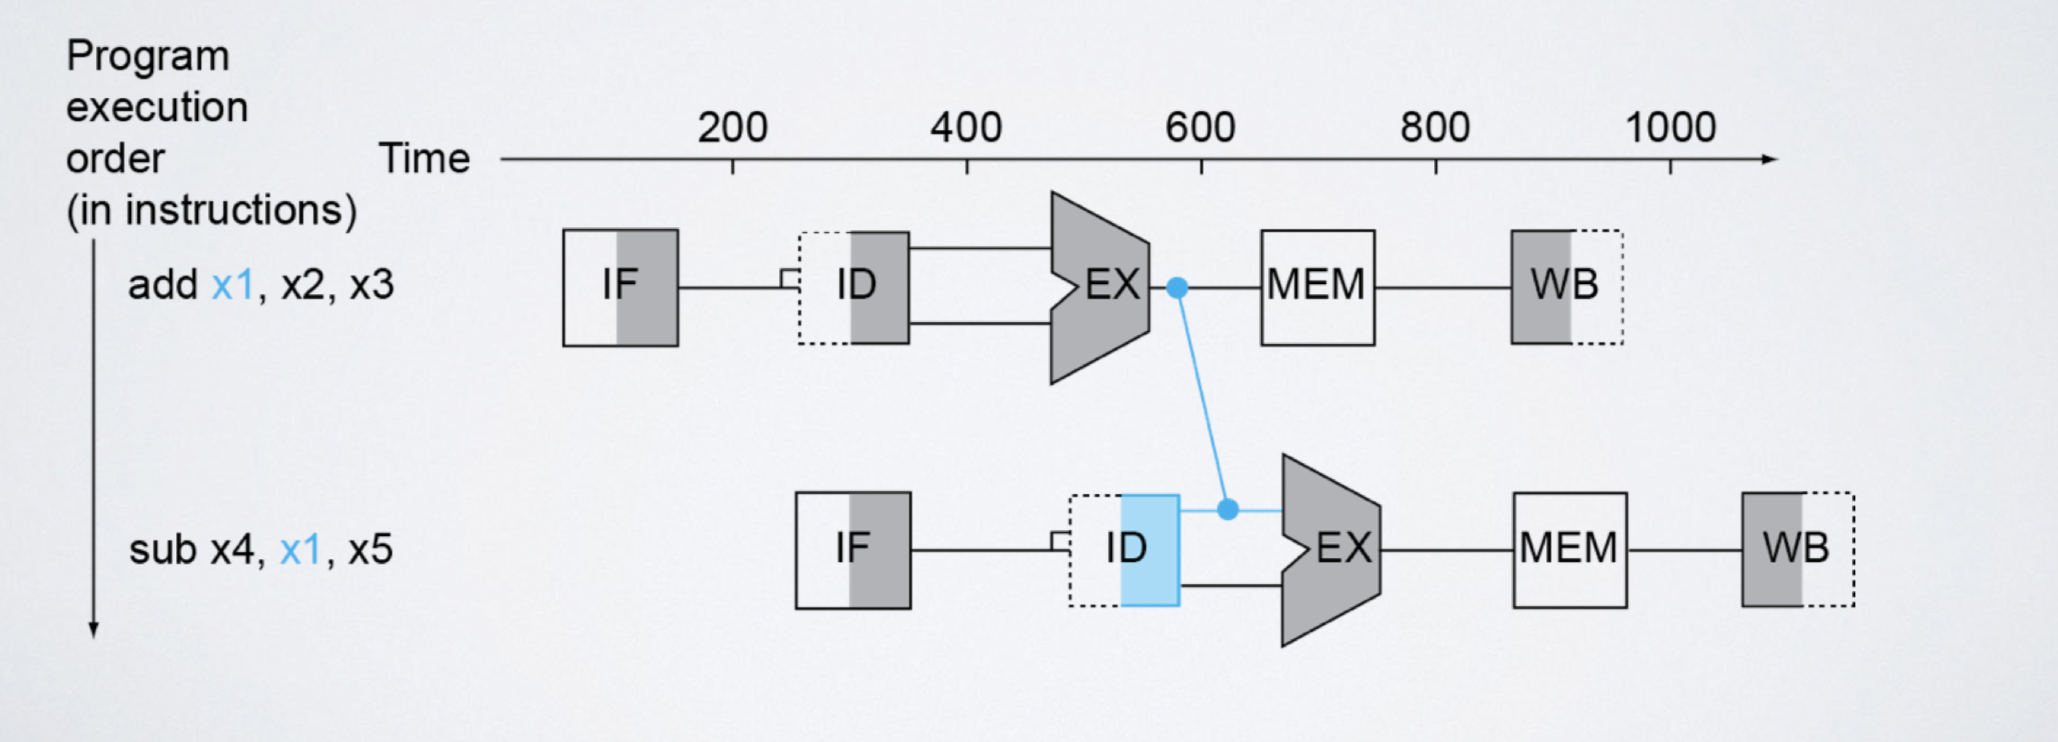 Program
execution
order
(in instructions)
Time
200 400 600 800 1000
add x1, x2, x3
IF ID EX MEM WB
sub x4, x1, x5
IF ID EX MEM WB